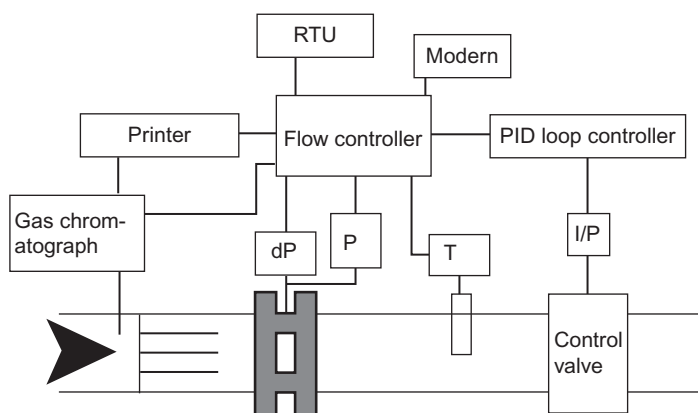 RTU
Modern
Printer
Flow controller
PID loop controller
Gas chrom-
atograph
dP
P
T
I/P
Control
valve